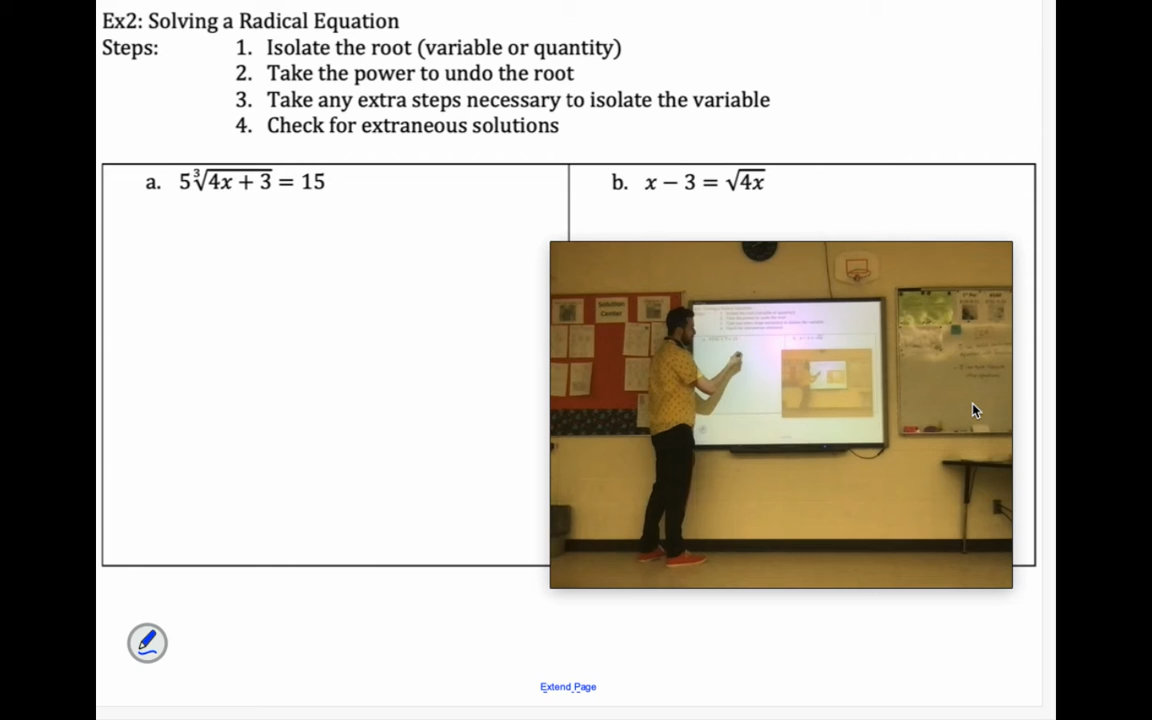 Ex2: Solving a Radical Equation
Steps: 1. Isolate the root (variable or quantity)
2. Take the power to undo the root
3. Take any extra steps necessary to isolate the variable
4. Check for extraneous solutions
a. 5∛(4x + 3) = 15
b. x − 3 = √(4x)
Solution
Center
Extend Page